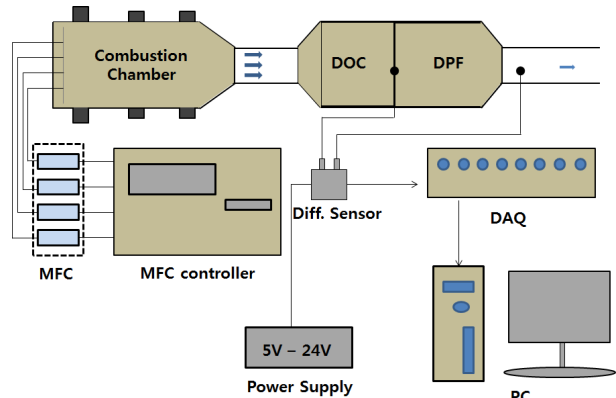 Combustion
Chamber
DOC
DPF
Diff. Sensor
DAQ
MFC
MFC controller
5V – 24V
Power Supply
PC